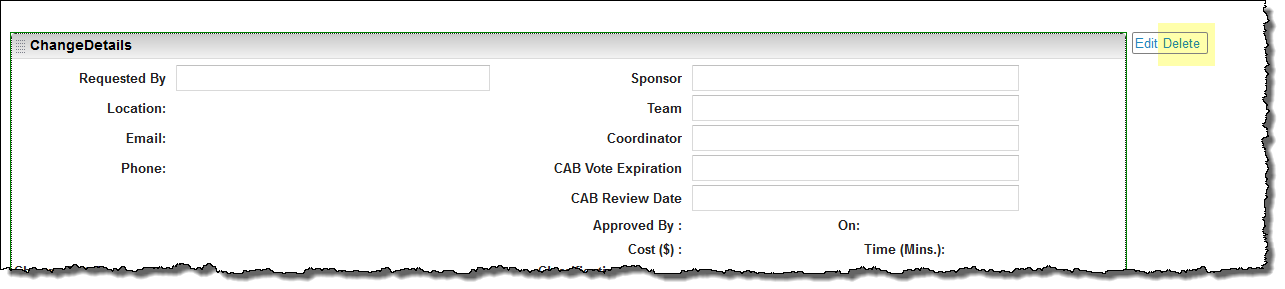 ChangeDetails
Edit Delete
Requested By
Sponsor
Location:
Team
Email:
Coordinator
Phone:
CAB Vote Expiration
CAB Review Date
Approved By :
On:
Cost ($) :
Time (Mins.):